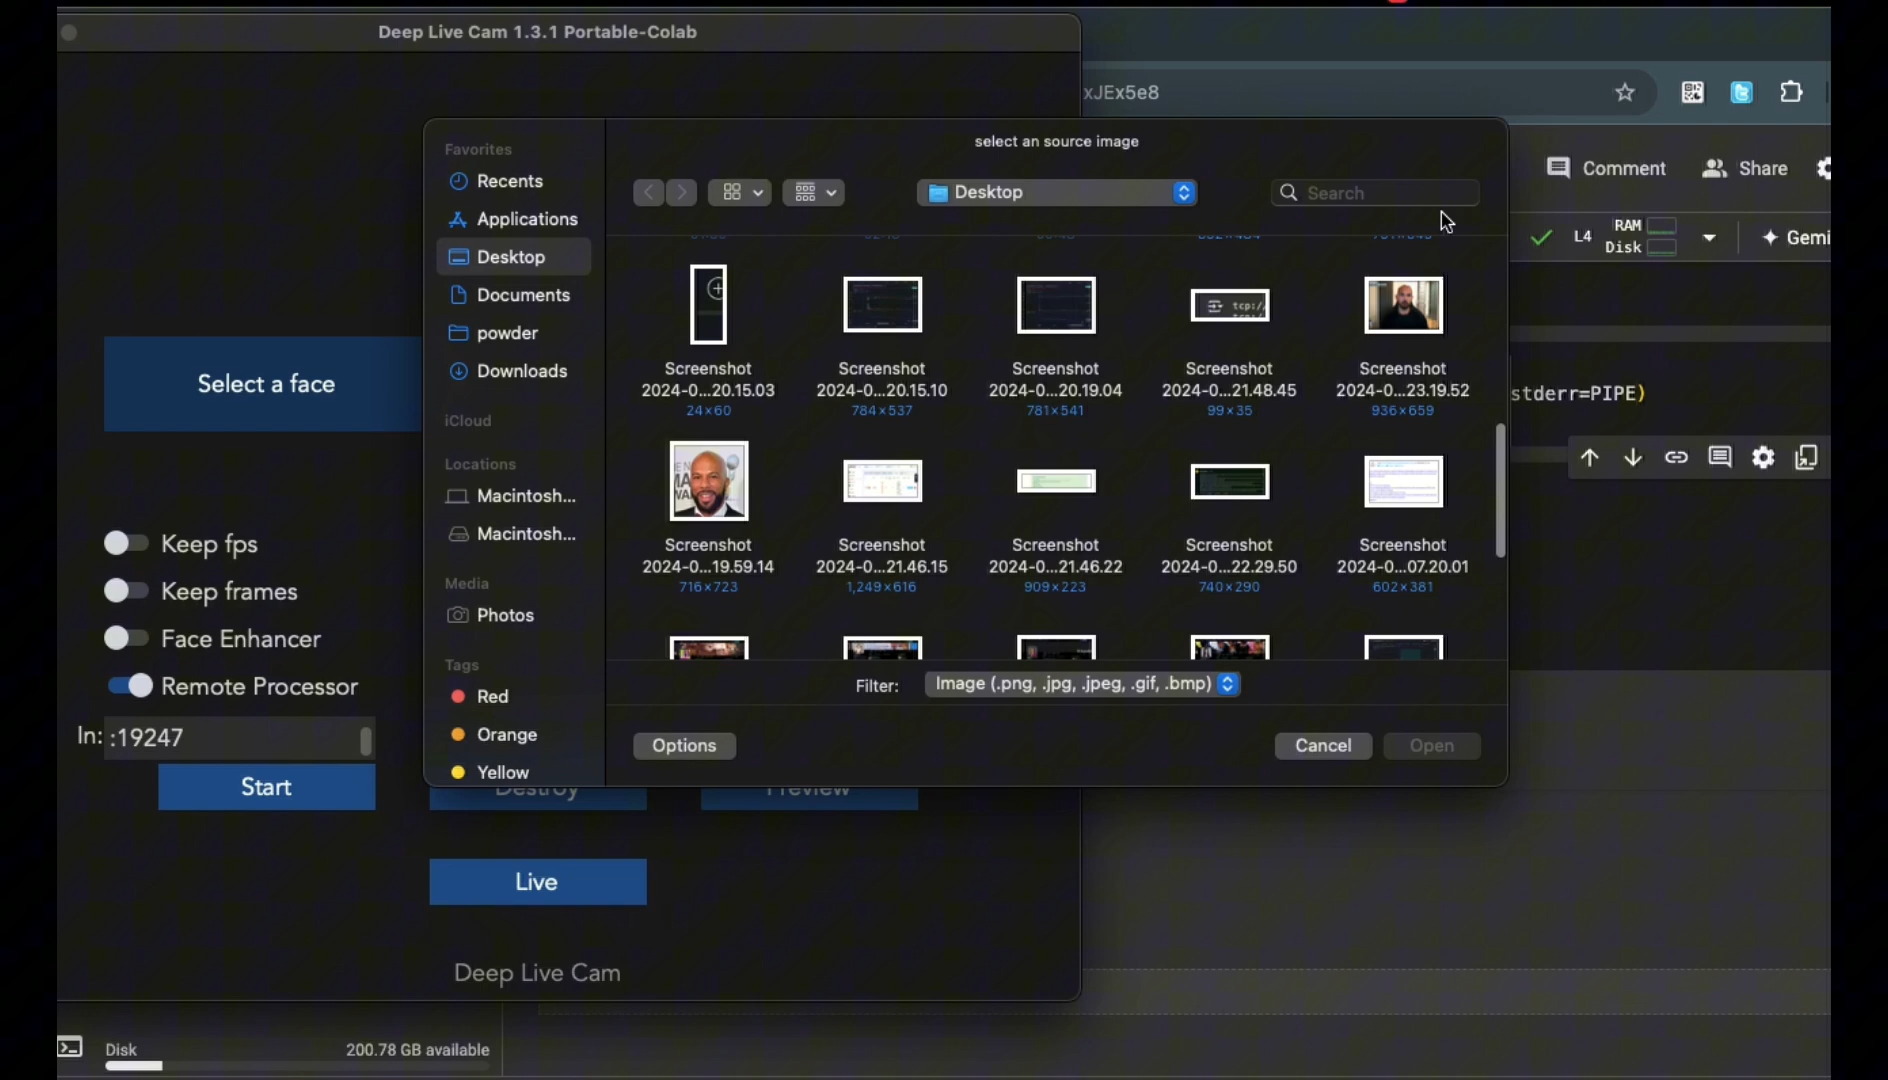 Deep Live Cam 1.3.1 Portable-Colab
xJEx5e8
select an source image
Favorites
Recents
Applications
Desktop
Documents
powder
Downloads
iCloud
Locations
Macintosh...
Macintosh...
Media
Photos
Tags
Red
Orange
Yellow
Desktop
Search
tcp:/
Screenshot
2024-0...20.15.03
24×60
Screenshot
2024-0...20.15.10
784×537
Screenshot
2024-0...20.19.04
781×541
Screenshot
2024-0...21.48.45
99×35
Screenshot
2024-0...23.19.52
936×659
Screenshot
2024-0...19.59.14
716×723
Screenshot
2024-0...21.46.15
1,249×616
Screenshot
2024-0...21.46.22
909×223
Screenshot
2024-0...22.29.50
740×290
Screenshot
2024-0...07.20.01
602×381
Filter:
Image (.png, .jpg, .jpeg, .gif, .bmp)
Options
Cancel
Open
Comment
Share
L4
RAM
Disk
Gemi
stderr=PIPE)
Select a face
Keep fps
Keep frames
Face Enhancer
Remote Processor
In: :19247
Start
Destroy
Preview
Live
Deep Live Cam
Disk
200.78 GB available